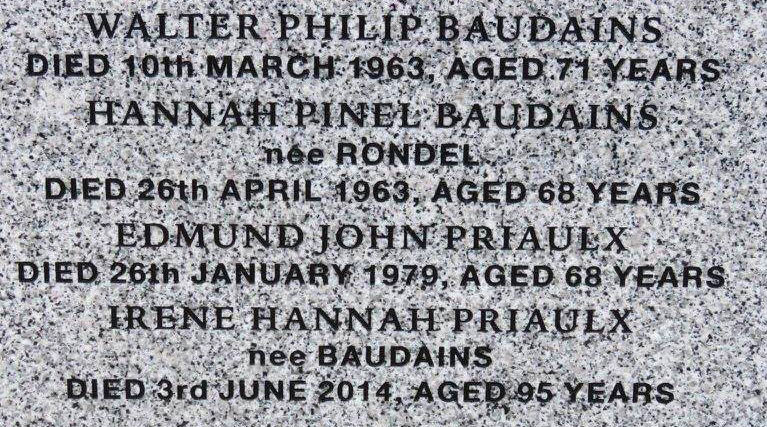 WALTER PHILIP BAUDAINS
DIED 10th MARCH 1963, AGED 71 YEARS
HANNAH PINEL BAUDAINS
née RONDEL
DIED 26th APRIL 1963, AGED 68 YEARS
EDMUND JOHN PRIAULX
DIED 26th JANUARY 1979, AGED 68 YEARS
IRENE HANNAH PRIAULX
nee BAUDAINS
DIED 3rd JUNE 2014, AGED 95 YEARS